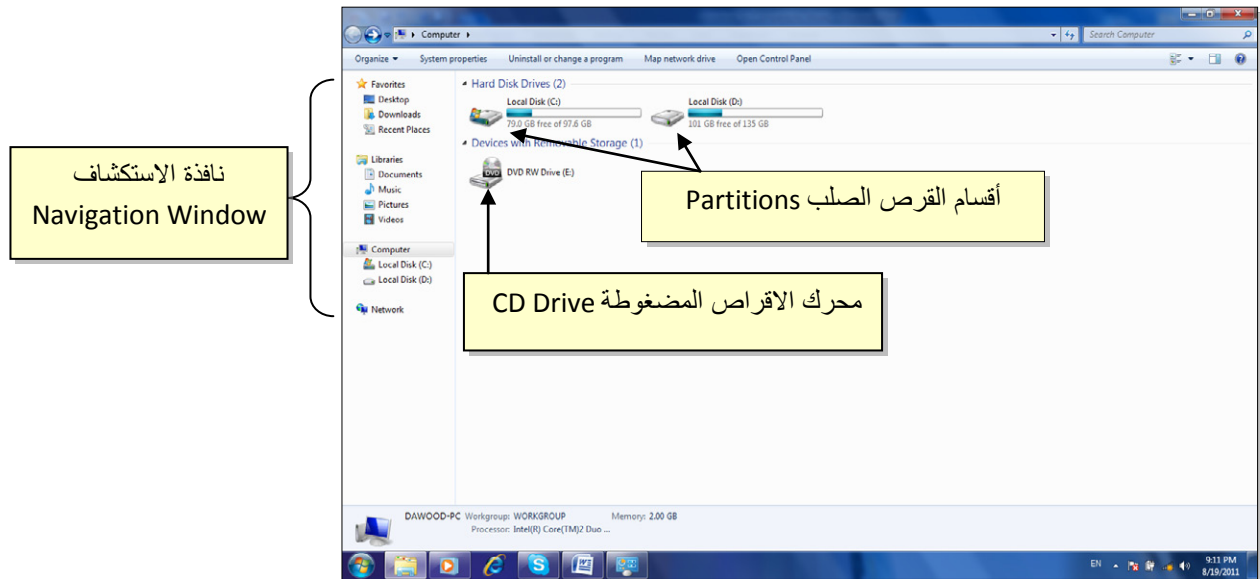 Computer
Search Computer
Organize
System properties
Uninstall or change a program
Map network drive
Open Control Panel
Favorites
Desktop
Downloads
Recent Places
Libraries
Documents
Music
Pictures
Videos
Computer
Local Disk (C:)
Local Disk (D:)
Network
Hard Disk Drives (2)
Local Disk (C:)
79.0 GB free of 97.6 GB
Local Disk (D:)
101 GB free of 135 GB
Devices with Removable Storage (1)
DVD
DVD RW Drive (E:)
نافذة الاستكشاف
Navigation Window
أقسام القرص الصلب Partitions
محرك الاقراص المضغوطة CD Drive
DAWOOD-PC Workgroup: WORKGROUP Memory: 2.00 GB
Processor: Intel(R) Core(TM)2 Duo ...
EN
9:11 PM
8/19/2011